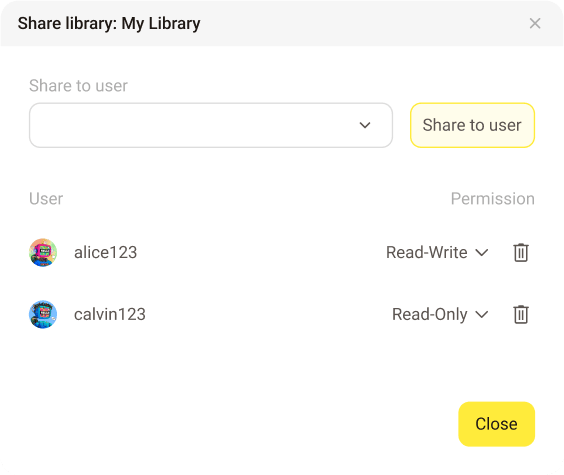 Share library: My Library
Share to user
Share to user
User Permission
alice123 Read-Write
calvin123 Read-Only
Close